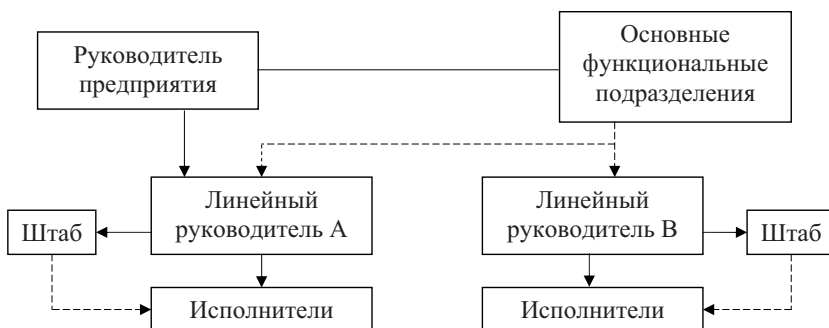 Руководитель
предприятия
Основные
функциональные
подразделения
Линейный
руководитель А
Линейный
руководитель В
Штаб
Штаб
Исполнители
Исполнители